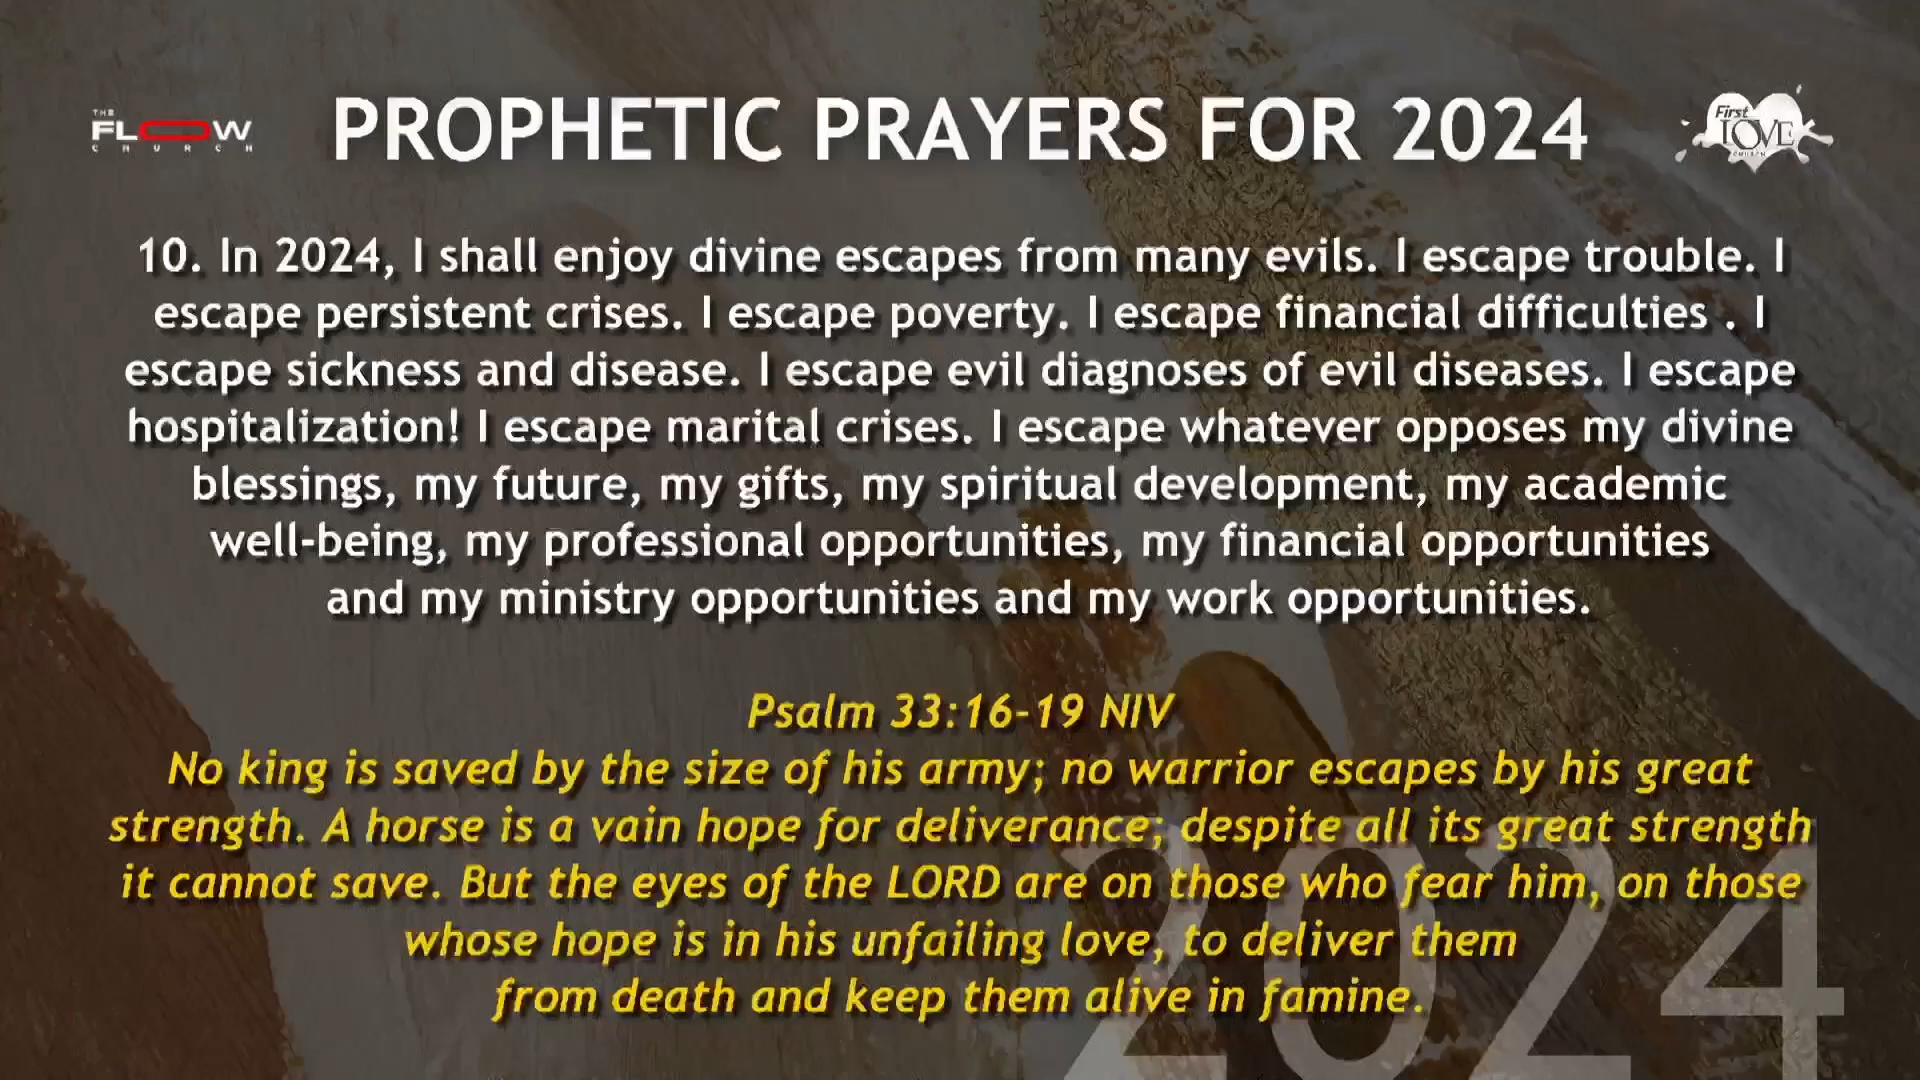 THE
FLOW
CHURCH
PROPHETIC PRAYERS FOR 2024
First
LOVE
CHURCH
10. In 2024, I shall enjoy divine escapes from many evils. I escape trouble. I
escape persistent crises. I escape poverty. I escape financial difficulties . I
escape sickness and disease. I escape evil diagnoses of evil diseases. I escape
hospitalization! I escape marital crises. I escape whatever opposes my divine
blessings, my future, my gifts, my spiritual development, my academic
well-being, my professional opportunities, my financial opportunities
and my ministry opportunities and my work opportunities.
Psalm 33:16-19 NIV
No king is saved by the size of his army; no warrior escapes by his great
strength. A horse is a vain hope for deliverance; despite all its great strength
it cannot save. But the eyes of the LORD are on those who fear him, on those
whose hope is in his unfailing love, to deliver them
from death and keep them alive in famine.
2024